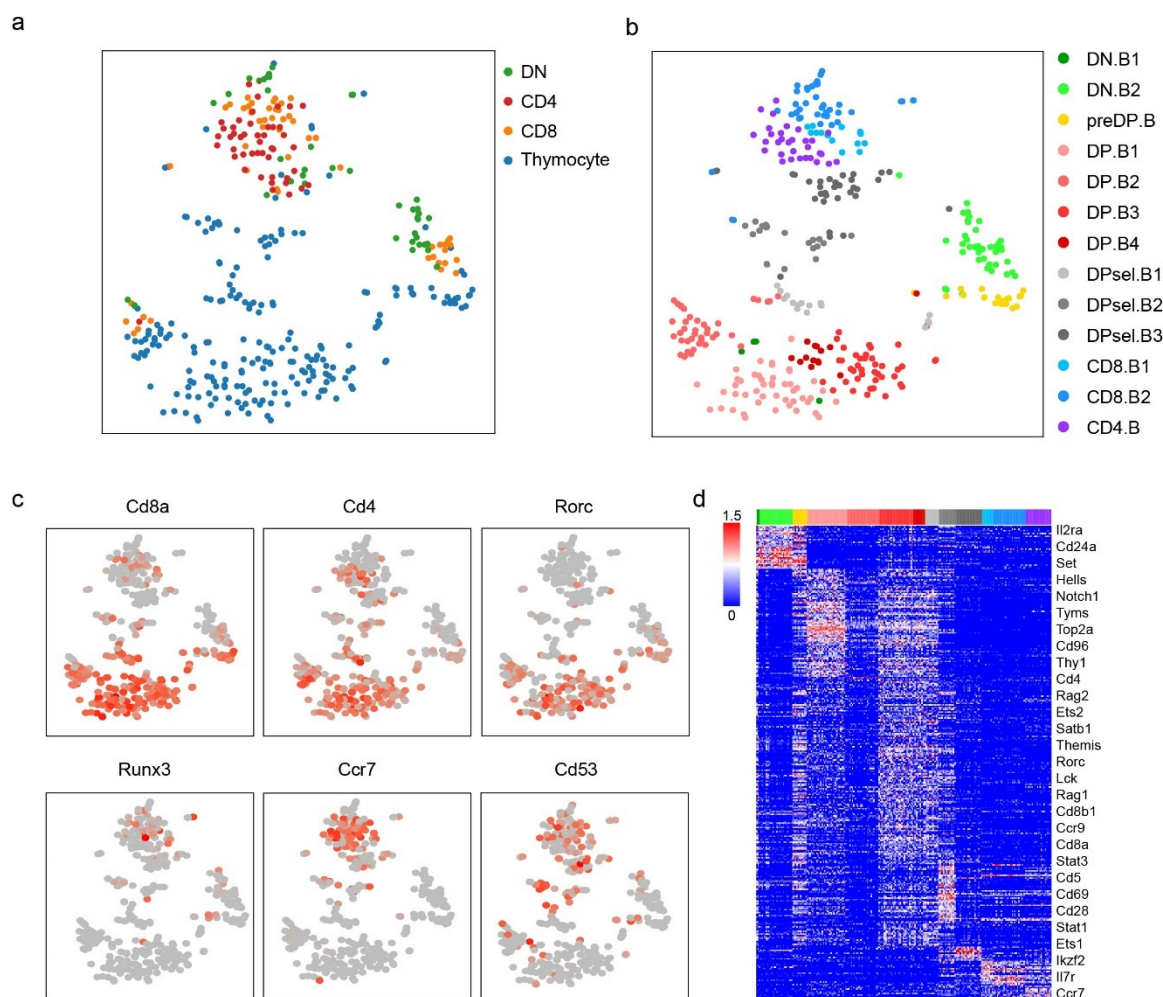 a
DN
CD4
CD8
Thymocyte
b
DN.B1
DN.B2
preDP.B
DP.B1
DP.B2
DP.B3
DP.B4
DPsel.B1
DPsel.B2
DPsel.B3
CD8.B1
CD8.B2
CD4.B
c
Cd8a
Cd4
Rorc
Runx3
Ccr7
Cd53
d
1.5
0
Il2ra
Cd24a
Set
Hells
Notch1
Tyms
Top2a
Cd96
Thy1
Cd4
Rag2
Ets2
Satb1
Themis
Rorc
Lck
Rag1
Cd8b1
Ccr9
Cd8a
Stat3
Cd5
Cd69
Cd28
Stat1
Ets1
Ikzf2
Il7r
Ccr7